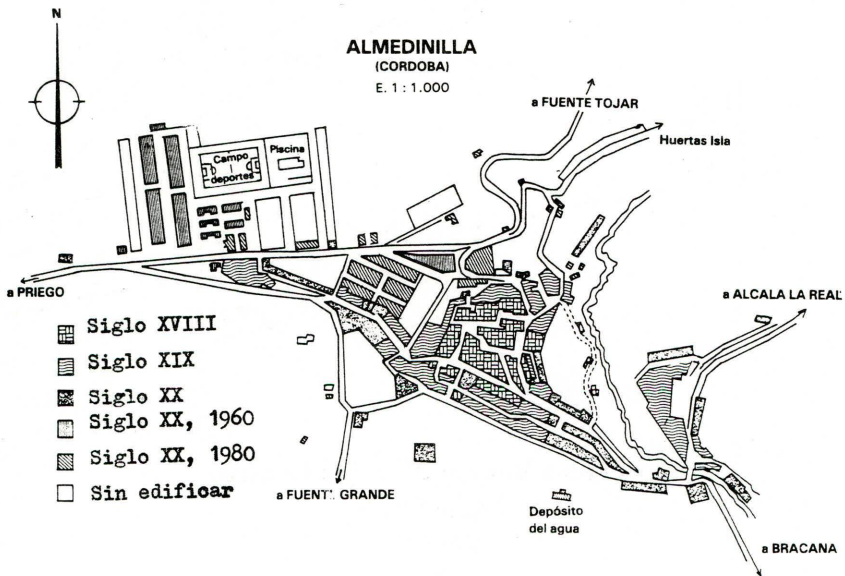 N
ALMEDINILLA
(CORDOBA)
E. 1 : 1.000
a FUENTE TOJAR
Huertas Isla
Campo
deportes
Piscina
a PRIEGO
a ALCALA LA REAL
Siglo XVIII
Siglo XIX
Siglo XX
Siglo XX, 1960
Siglo XX, 1980
Sin edificar
a FUENT. GRANDE
Depósito
del agua
a BRACANA